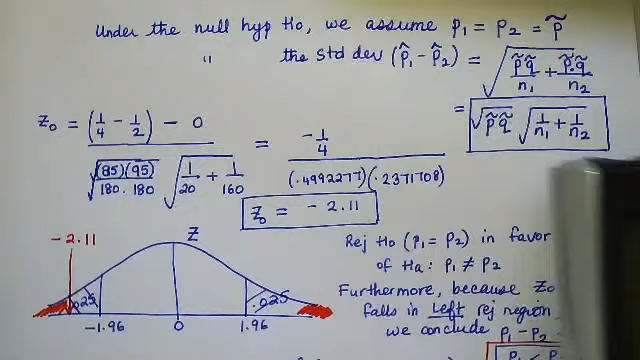 Under the null hyp Ho, we assume p₁ = p₂ = p̃
" the std dev (p̂₁ - p̂₂) = √(p̃q̃/n₁ + p̃.q̃/n₂)
= √p̃q̃ √(1/n₁ + 1/n₂)
Z₀ = (1/4 - 1/2) - 0 / √((85)(95)/180.180) √(1/20 + 1/160) = -1/4 / (.4992277)(.2371708)
Z₀ = -2.11
-2.11
Z
.025
.025
-1.96
0
1.96
Rej Ho (p₁ = p₂) in favor
of Ha: p₁ ≠ p₂
Furthermore, because Z₀
falls in Left rej region
we conclude p₁ - p₂